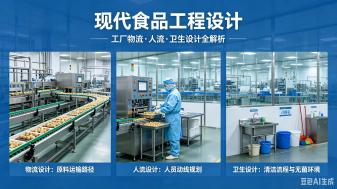 现代食品工程设计
工厂物流·人流·卫生设计全解析
物流设计：原料运输路径
人流设计：人员动线规划
卫生设计：清洁流程与无菌环境
豆包AI生成